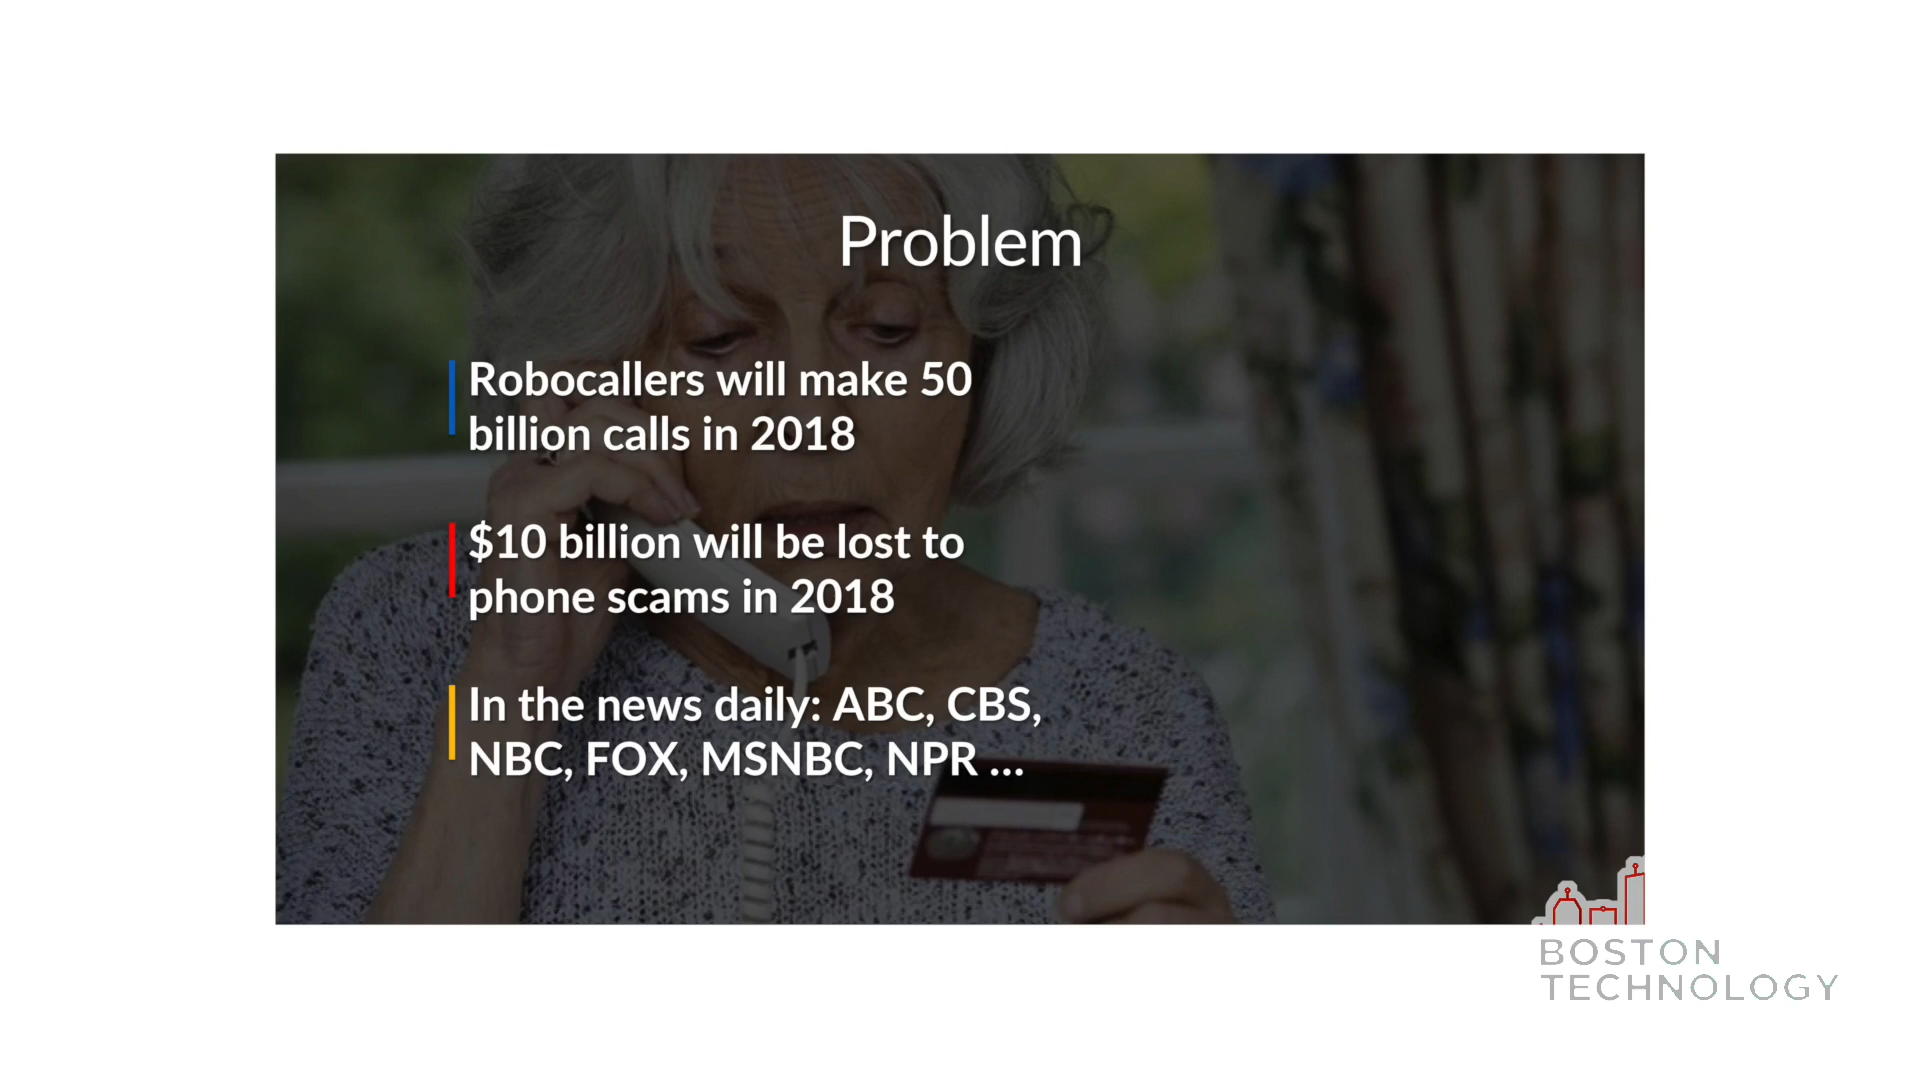 Problem
Robocallers will make 50
billion calls in 2018
$10 billion will be lost to
phone scams in 2018
In the news daily: ABC, CBS,
NBC, FOX, MSNBC, NPR ...
BOSTON
TECHNOLOGY